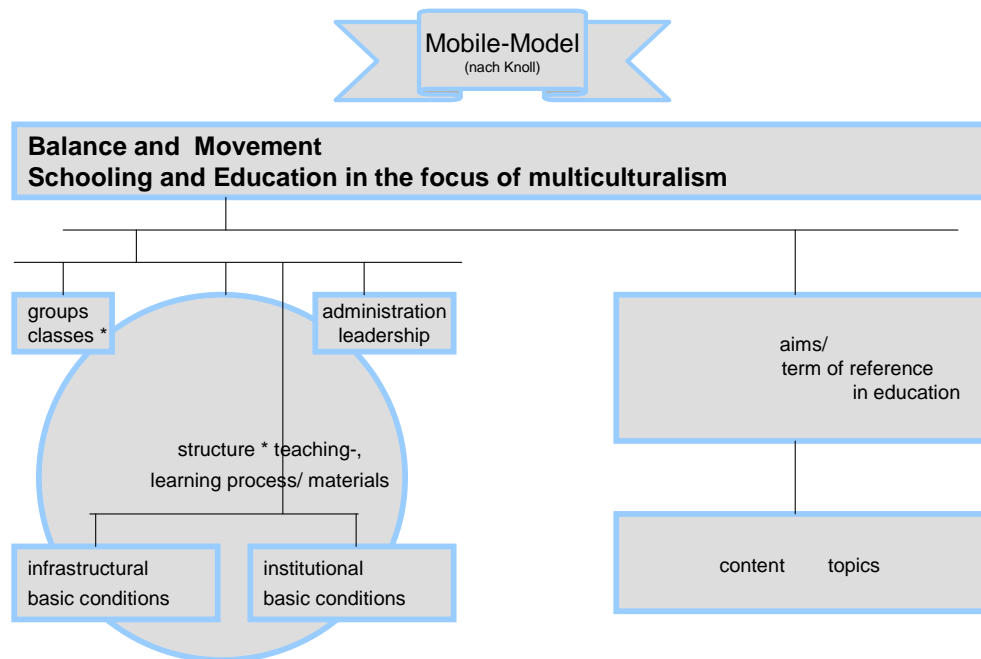 Mobile-Model
(nach Knoll)
Balance and Movement
Schooling and Education in the focus of multiculturalism
groups
classes *
administration
leadership
aims/
term of reference
in education
structure * teaching-,
learning process/ materials
infrastructural
basic conditions
institutional
basic conditions
content topics